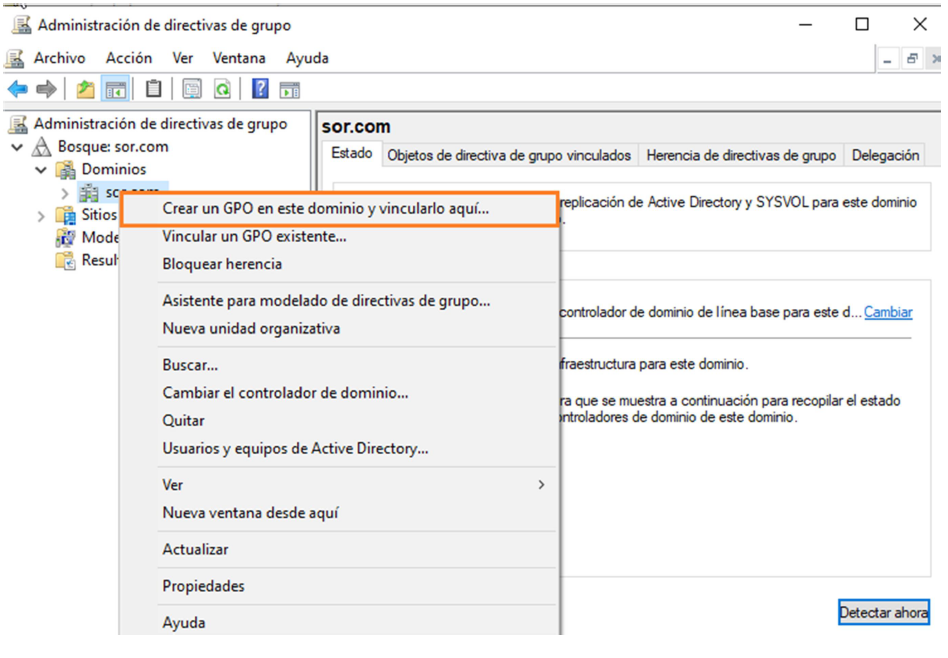 Administración de directivas de grupo
Archivo Acción Ver Ventana Ayuda
Administración de directivas de grupo
Bosque: sor.com
Dominios
sor.com
Sitios
Crear un GPO en este dominio y vincularlo aquí...
Vincular un GPO existente...
Bloquear herencia
Asistente para modelado de directivas de grupo...
Nueva unidad organizativa
Buscar...
Cambiar el controlador de dominio...
Quitar
Usuarios y equipos de Active Directory...
Ver
Nueva ventana desde aquí
Actualizar
Propiedades
Ayuda
sor.com
Estado Objetos de directiva de grupo vinculados Herencia de directivas de grupo Delegación
replicación de Active Directory y SYSVOL para este dominio
controlador de dominio de línea base para este d... Cambiar
fraestructura para este dominio.
ra que se muestra a continuación para recopilar el estado
ntroladores de dominio de este dominio.
Detectar ahora